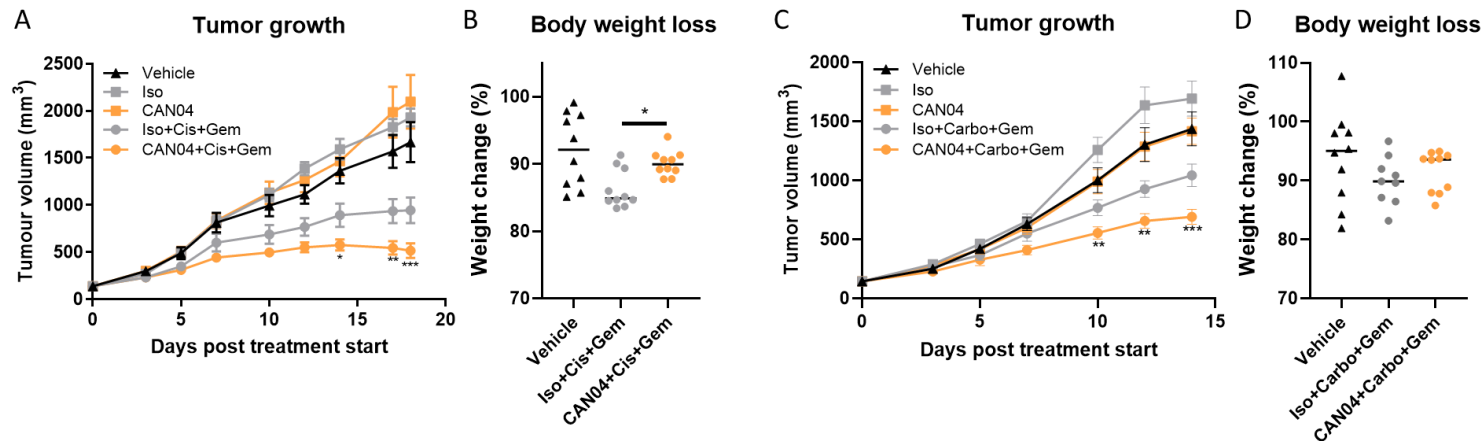 A
Tumor growth
Tumour volume (mm³)
2500
2000
1500
1000
500
0
Vehicle
Iso
CAN04
Iso+Cis+Gem
CAN04+Cis+Gem
*
**
***
0
5
10
15
20
Days post treatment start
B
Body weight loss
Weight change (%)
100
90
80
70
*
Vehicle
Iso+Cis+Gem
CAN04+Cis+Gem
C
Tumor growth
Tumor volume (mm³)
2000
1500
1000
500
0
Vehicle
Iso
CAN04
Iso+Carbo+Gem
CAN04+Carbo+Gem
**
**
***
0
5
10
15
Days post treatment start
D
Body weight loss
Weight change (%)
110
100
90
80
70
Vehicle
Iso+Carbo+Gem
CAN04+Carbo+Gem